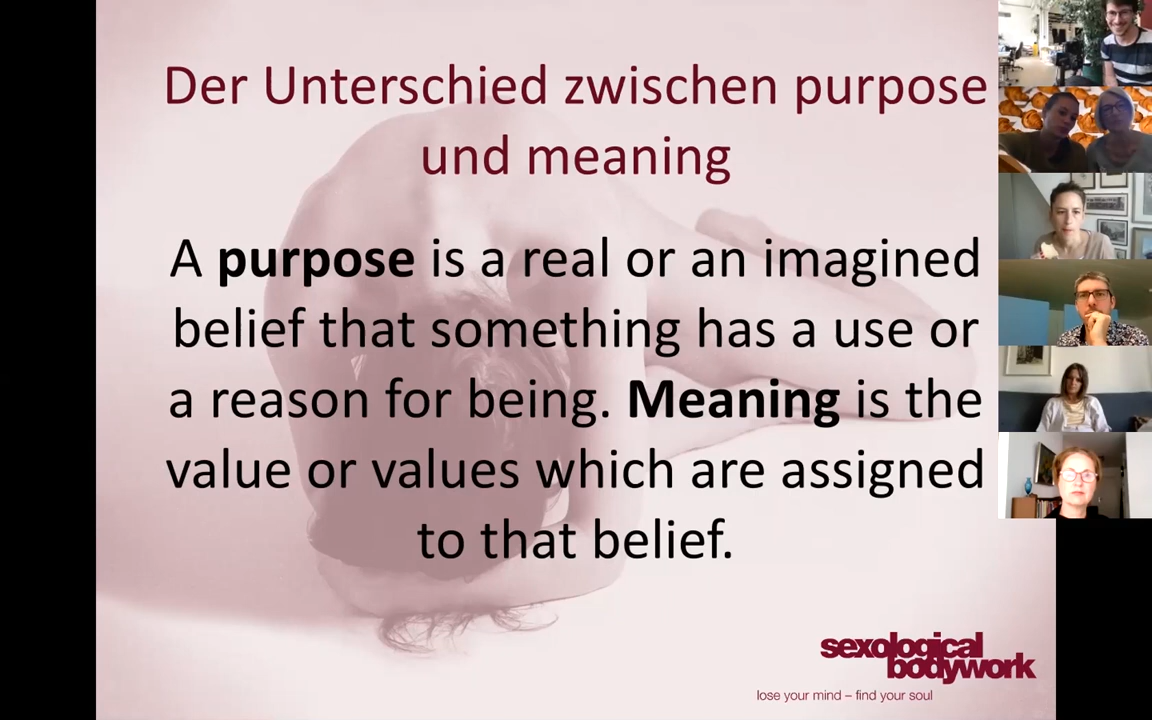 Der Unterschied zwischen purpose
und meaning
A purpose is a real or an imagined
belief that something has a use or
a reason for being. Meaning is the
value or values which are assigned
to that belief.
sexological
bodywork
lose your mind – find your soul